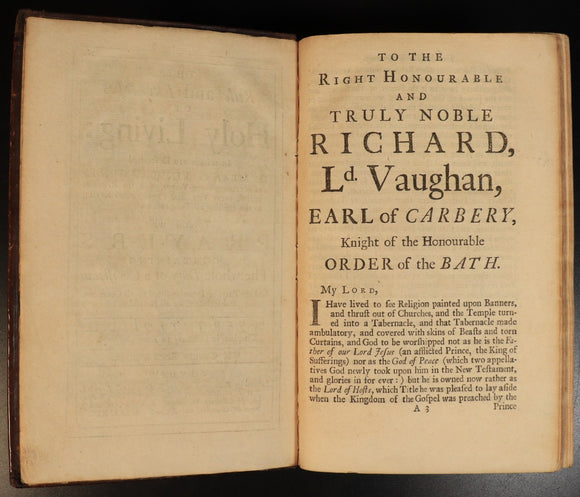 Holy Living
TO THE
RIGHT HONOURABLE
AND
TRULY NOBLE
RICHARD,
Ld. Vaughan,
EARL of CARBERY,
Knight of the Honourable
ORDER of the BATH.
My LORD,
I Have lived to ſee Religion painted upon Banners,
and thruſt out of Churches, and the Temple turn-
ed into a Tabernacle, and that Tabernacle made
ambulatory, and covered with skins of Beaſts and torn
Curtains, and God to be worſhipped not as he is the Fa-
ther of our Lord Jeſus (an afflicted Prince, the King of
Sufferings) nor as the God of Peace (which two appella-
tives God newly took upon him in the New Teſtament,
and glories in for ever:) but he is owned now rather as
the Lord of Hoſts, which Title he was pleaſed to lay aſide
when the Kingdom of the Goſpel was preached by the
A 3 Prince